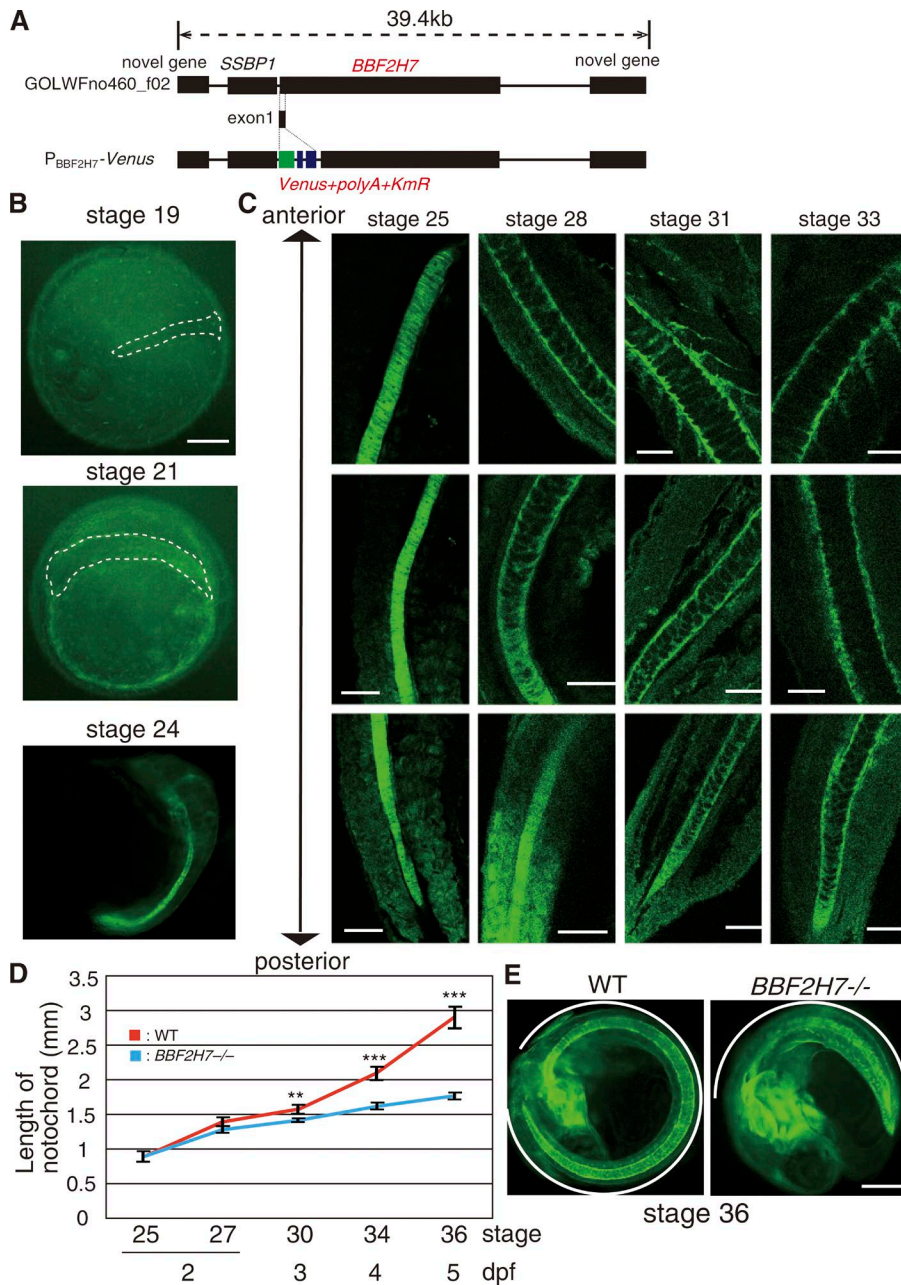 A
39.4kb
novel gene SSBP1 BBF2H7 novel gene
GOLWFno460_f02
exon1
PBBF2H7-Venus
Venus+polyA+KmR
B
stage 19
stage 21
stage 24
C
anterior
stage 25 stage 28 stage 31 stage 33
posterior
D
Length of
notochord (mm)
3.5
3
2.5
2
1.5
1
0.5
0
: WT
: BBF2H7–/–
** *** ***
25 27 30 34 36 stage
2 3 4 5 dpf
E
WT BBF2H7-/-
stage 36